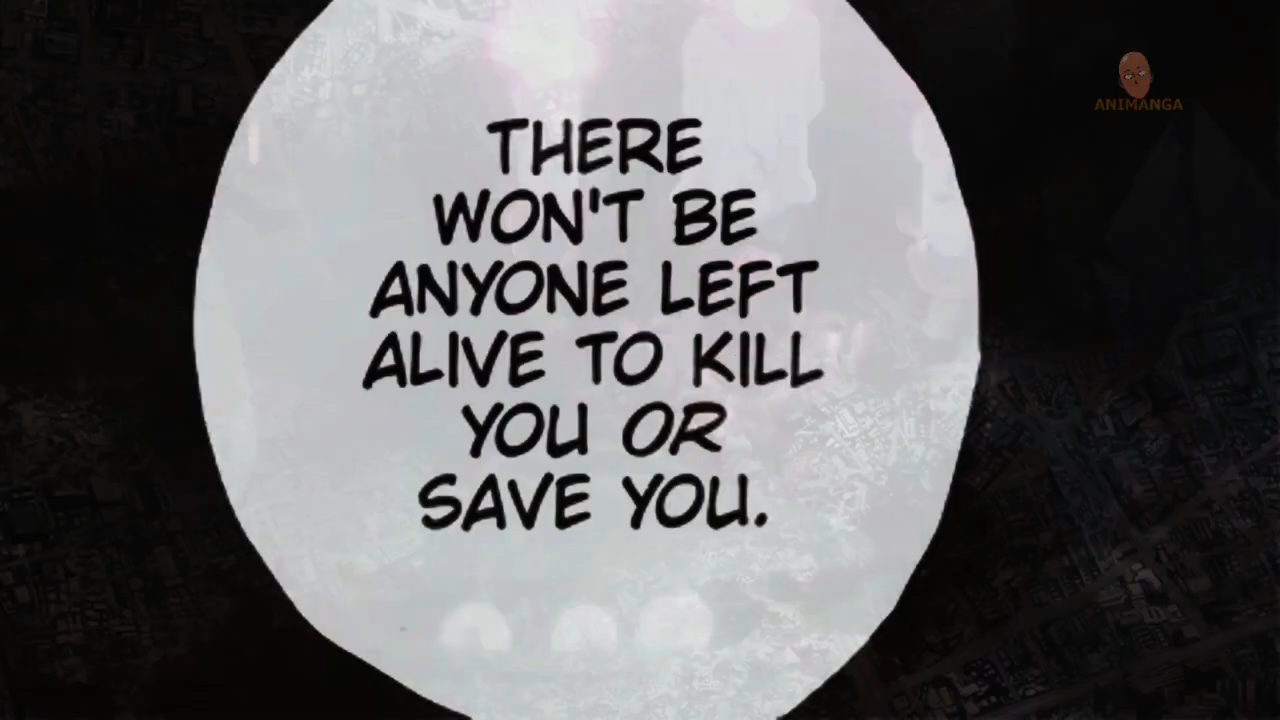 THERE
WON'T BE
ANYONE LEFT
ALIVE TO KILL
YOU OR
SAVE YOU.
ANIMANGA